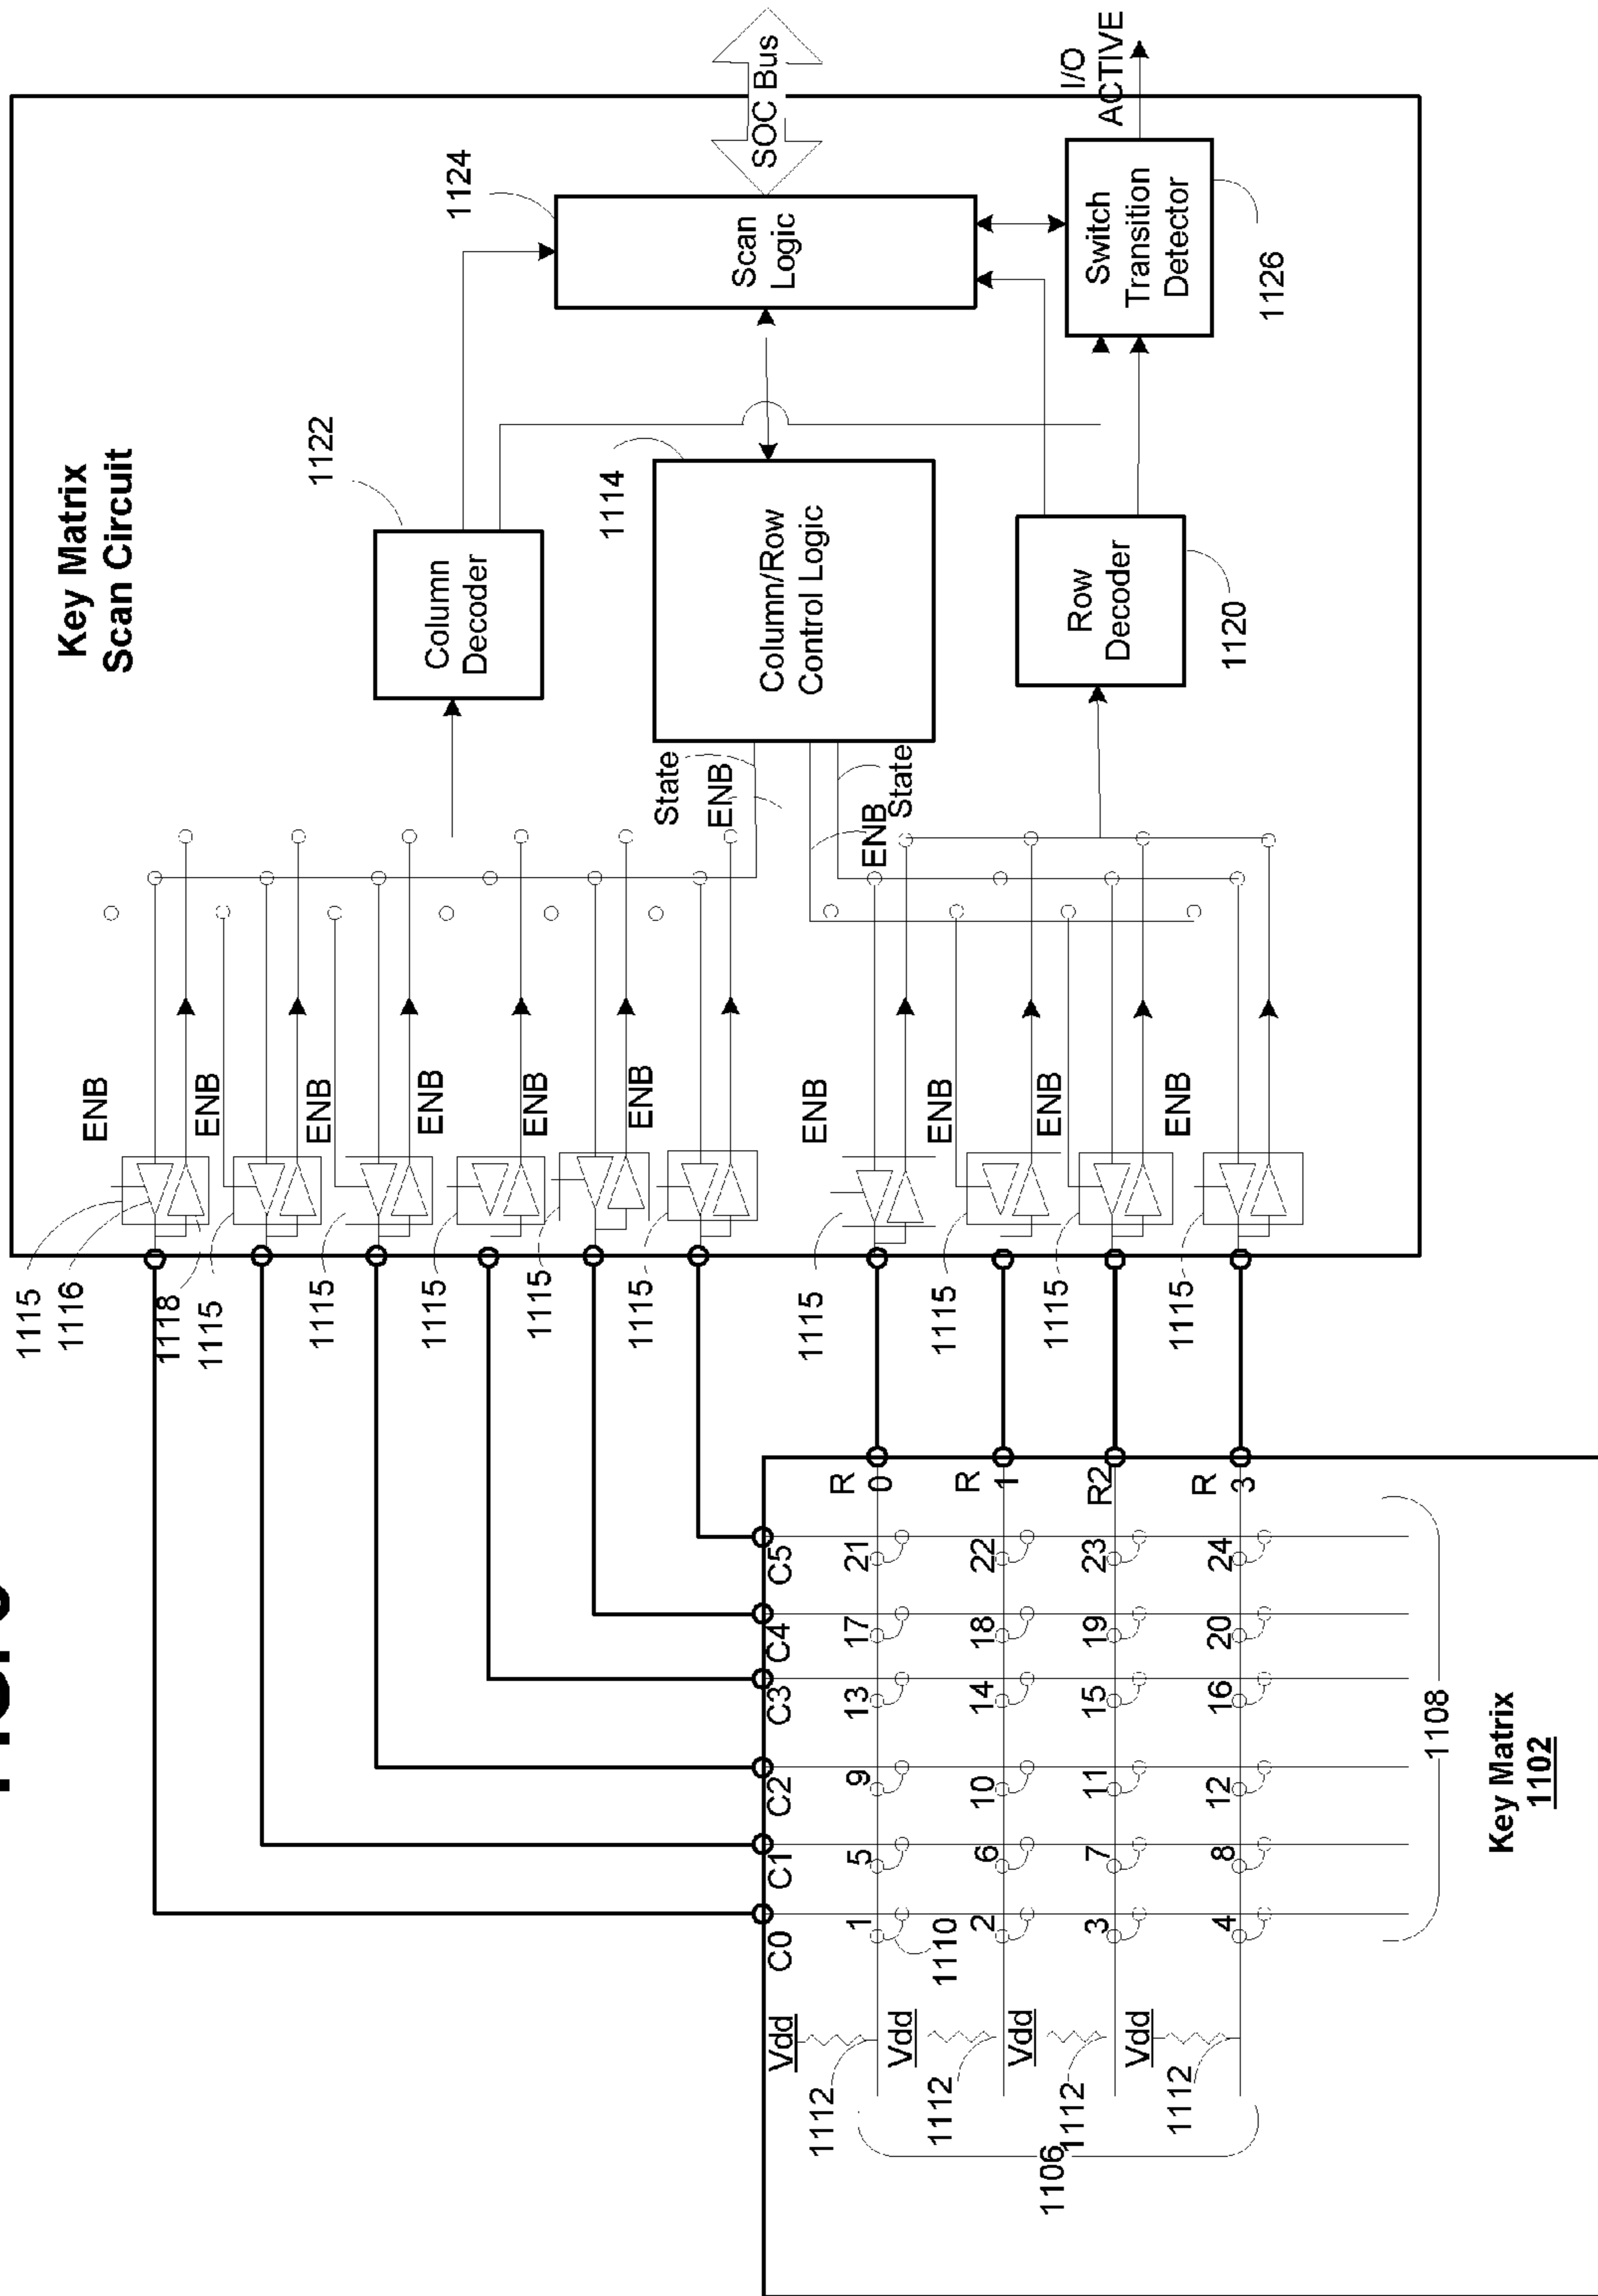 Key Matrix
Scan Circuit
1122
Column
Decoder
1124
Scan
Logic
SOC Bus
I/O
ACTIVE
Switch
Transition
Detector
1126
1114
Column/Row
Control Logic
Row
Decoder
1120
State
ENB
ENB
State
ENB
ENB
ENB
ENB
ENB
ENB
ENB
ENB
ENB
ENB
1115
1116
1118
1115
1115
1115
1115
1115
1115
1115
1115
1115
C0
C1
C2
C3
C4
C5
R
0
R
1
R2
R
3
1
5
9
13
17
21
2
6
10
14
18
22
3
7
11
15
19
23
4
8
12
16
20
24
1110
Vdd
Vdd
Vdd
Vdd
1112
1112
1112
1112
1106
1108
Key Matrix
1102